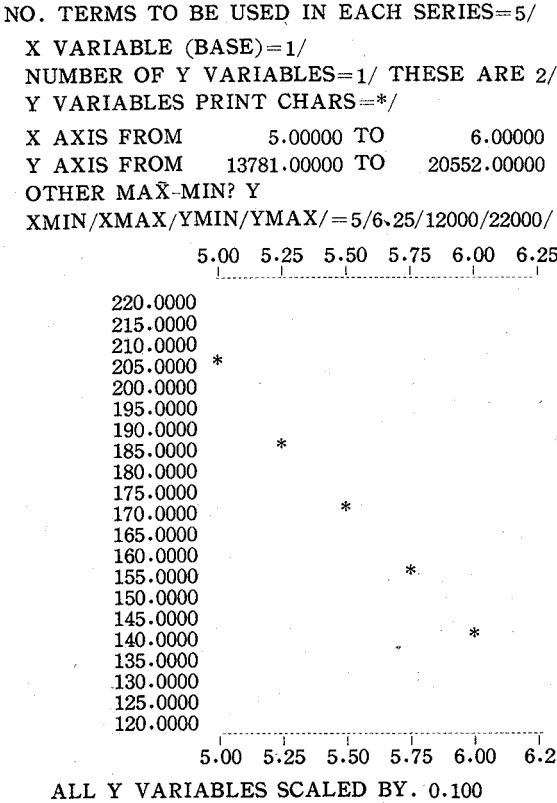 NO. TERMS TO BE USED IN EACH SERIES=5/
X VARIABLE (BASE)=1/
NUMBER OF Y VARIABLES=1/ THESE ARE 2/
Y VARIABLES PRINT CHARS=*/
X AXIS FROM 5.00000 TO 6.00000
Y AXIS FROM 13781.00000 TO 20552.00000
OTHER MAX-MIN? Y
XMIN/XMAX/YMIN/YMAX/=5/6.25/12000/22000/
5.00 5.25 5.50 5.75 6.00 6.25
220.0000
215.0000
210.0000
205.0000 *
200.0000
195.0000
190.0000
185.0000 *
180.0000
175.0000
170.0000 *
165.0000
160.0000
155.0000 *
150.0000
145.0000
140.0000 *
135.0000
130.0000
125.0000
120.0000
5.00 5.25 5.50 5.75 6.00 6.2
ALL Y VARIABLES SCALED BY. 0.100